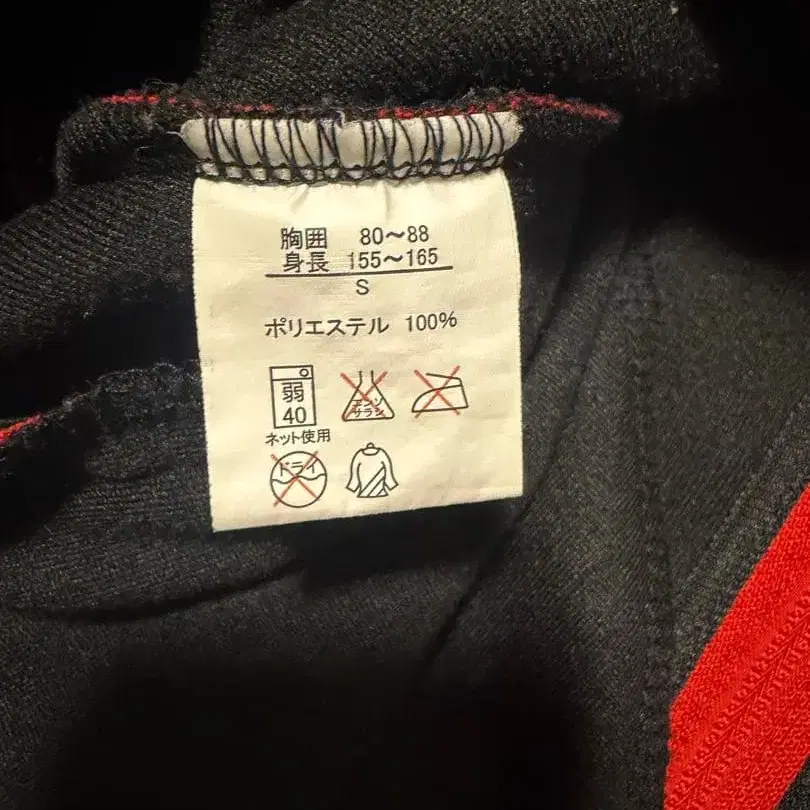 胸囲 80～88
身長 155～165
S
ポリエステル 100%
弱
40
エンソ
サラシ
ネット使用
ドライ